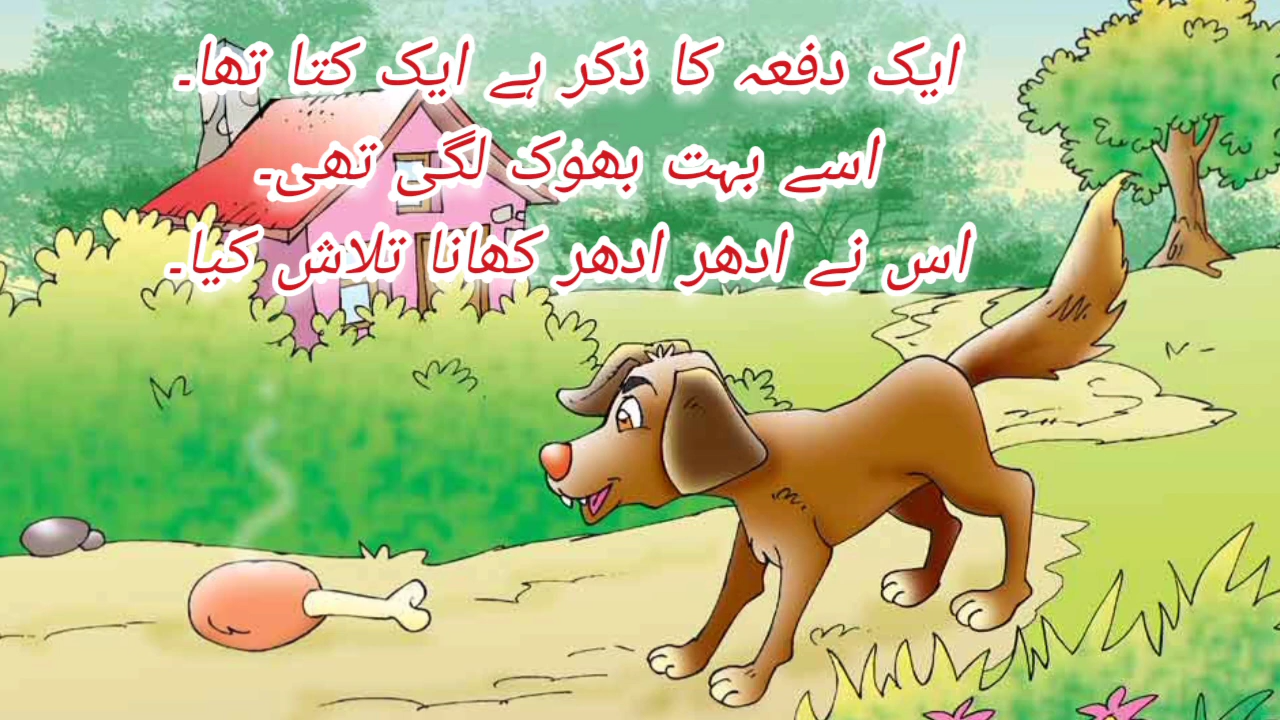 ایک دفعہ کا ذکر ہے ایک کتا تھا۔
اسے بہت بھوک لگی تھی۔
اس نے ادھر ادھر کھانا تلاش کیا۔